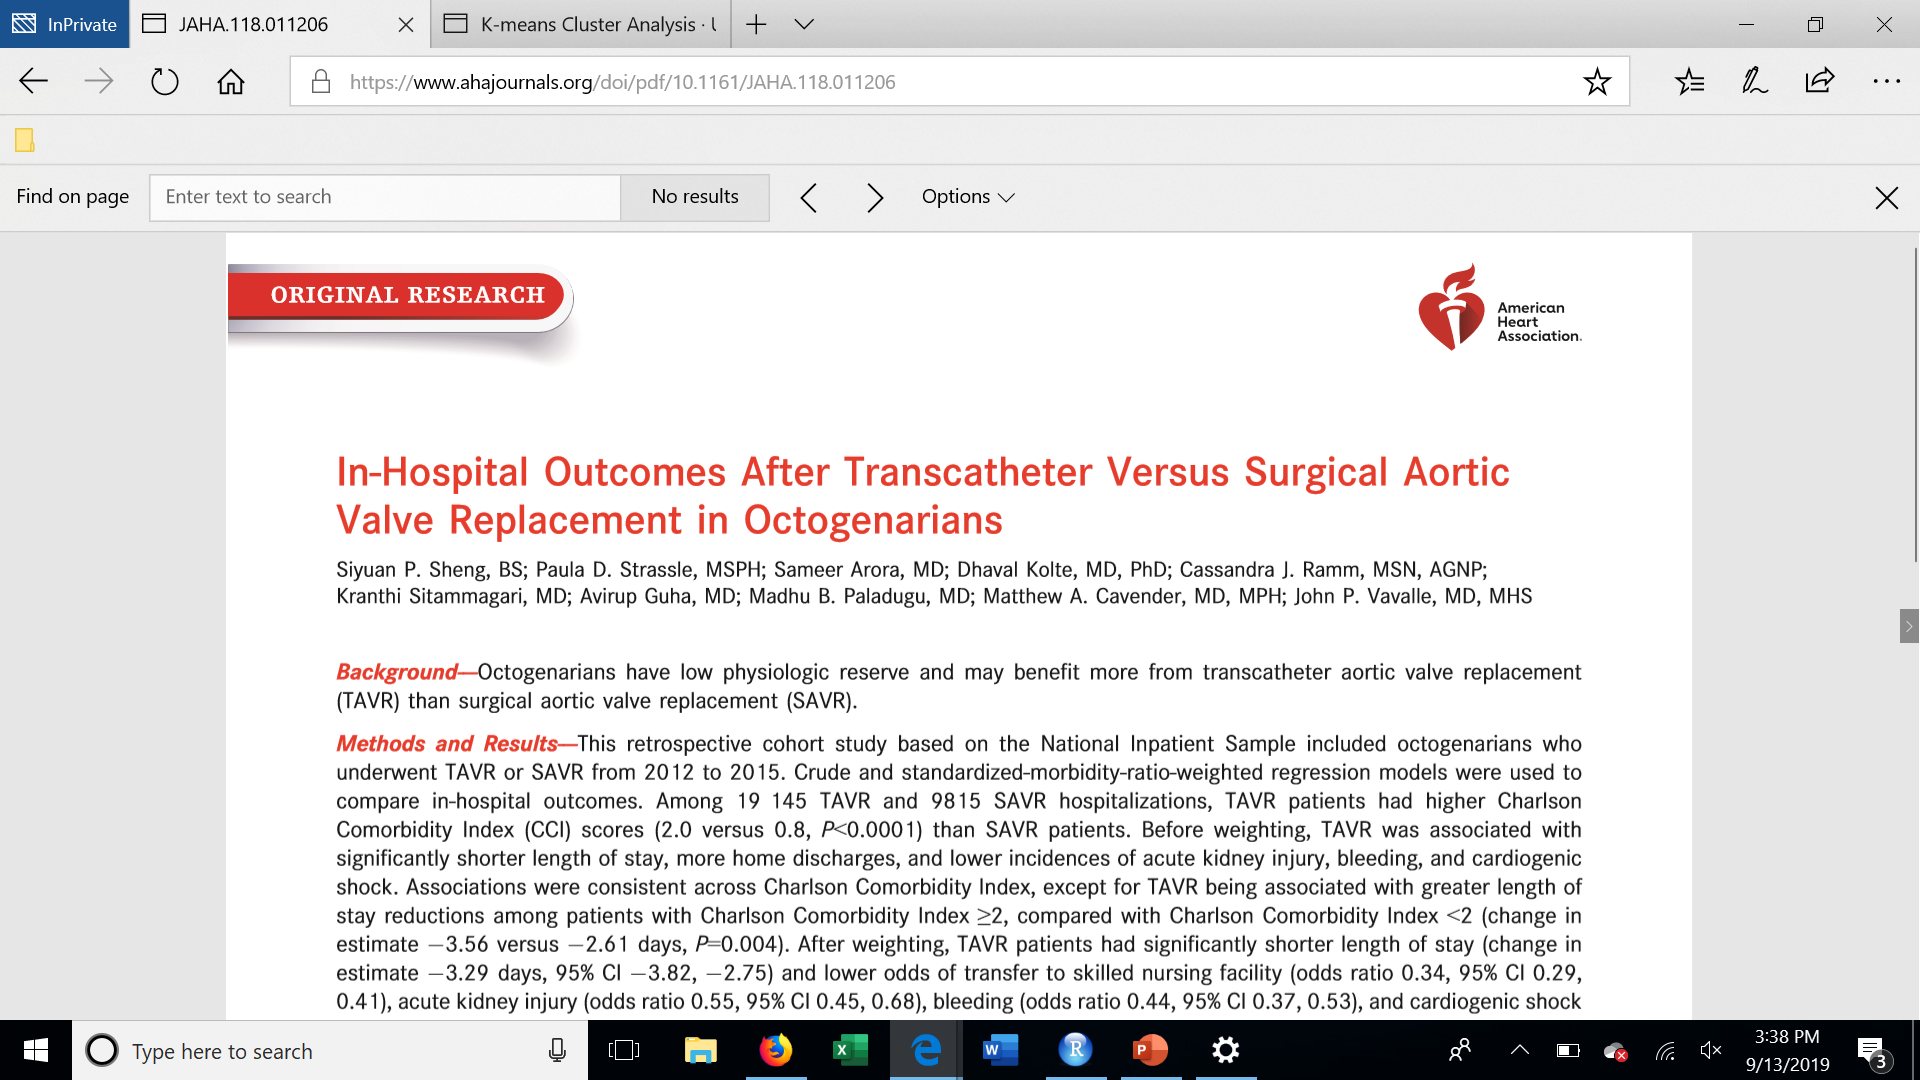 InPrivate
JAHA.118.011206
K-means Cluster Analysis · U
https://www.ahajournals.org/doi/pdf/10.1161/JAHA.118.011206
Find on page
Enter text to search
No results
Options
ORIGINAL RESEARCH
American
Heart
Association.
In-Hospital Outcomes After Transcatheter Versus Surgical Aortic
Valve Replacement in Octogenarians
Siyuan P. Sheng, BS; Paula D. Strassle, MSPH; Sameer Arora, MD; Dhaval Kolte, MD, PhD; Cassandra J. Ramm, MSN, AGNP;
Kranthi Sitammagari, MD; Avirup Guha, MD; Madhu B. Paladugu, MD; Matthew A. Cavender, MD, MPH; John P. Vavalle, MD, MHS
Background—Octogenarians have low physiologic reserve and may benefit more from transcatheter aortic valve replacement
(TAVR) than surgical aortic valve replacement (SAVR).
Methods and Results—This retrospective cohort study based on the National Inpatient Sample included octogenarians who
underwent TAVR or SAVR from 2012 to 2015. Crude and standardized-morbidity-ratio-weighted regression models were used to
compare in-hospital outcomes. Among 19 145 TAVR and 9815 SAVR hospitalizations, TAVR patients had higher Charlson
Comorbidity Index (CCI) scores (2.0 versus 0.8, P<0.0001) than SAVR patients. Before weighting, TAVR was associated with
significantly shorter length of stay, more home discharges, and lower incidences of acute kidney injury, bleeding, and cardiogenic
shock. Associations were consistent across Charlson Comorbidity Index, except for TAVR being associated with greater length of
stay reductions among patients with Charlson Comorbidity Index ≥2, compared with Charlson Comorbidity Index <2 (change in
estimate −3.56 versus −2.61 days, P=0.004). After weighting, TAVR patients had significantly shorter length of stay (change in
estimate −3.29 days, 95% CI −3.82, −2.75) and lower odds of transfer to skilled nursing facility (odds ratio 0.34, 95% CI 0.29,
0.41), acute kidney injury (odds ratio 0.55, 95% CI 0.45, 0.68), bleeding (odds ratio 0.44, 95% CI 0.37, 0.53), and cardiogenic shock
Type here to search
3:38 PM
9/13/2019
3